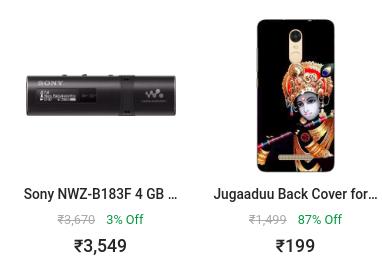 SONY
Sony NWZ-B183F 4 GB ...
₹3,670 3% Off
₹3,549
Jugaaduu Back Cover for...
₹1,499 87% Off
₹199